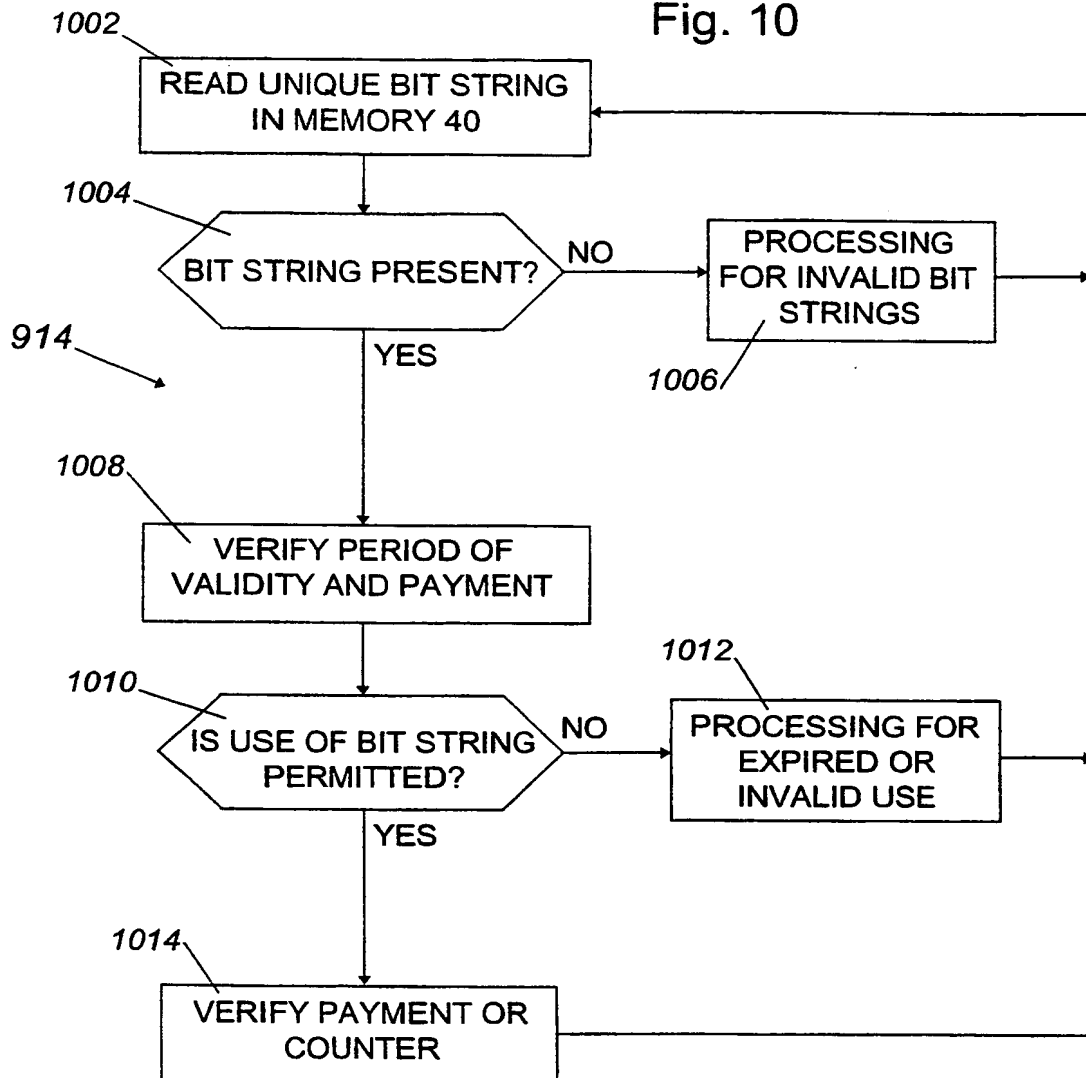 Fig. 10
1002
READ UNIQUE BIT STRING
IN MEMORY 40
1004
BIT STRING PRESENT?
NO
PROCESSING
FOR INVALID BIT
STRINGS
1006
914
YES
1008
VERIFY PERIOD OF
VALIDITY AND PAYMENT
1010
IS USE OF BIT STRING
PERMITTED?
NO
1012
PROCESSING FOR
EXPIRED OR
INVALID USE
YES
1014
VERIFY PAYMENT OR
COUNTER